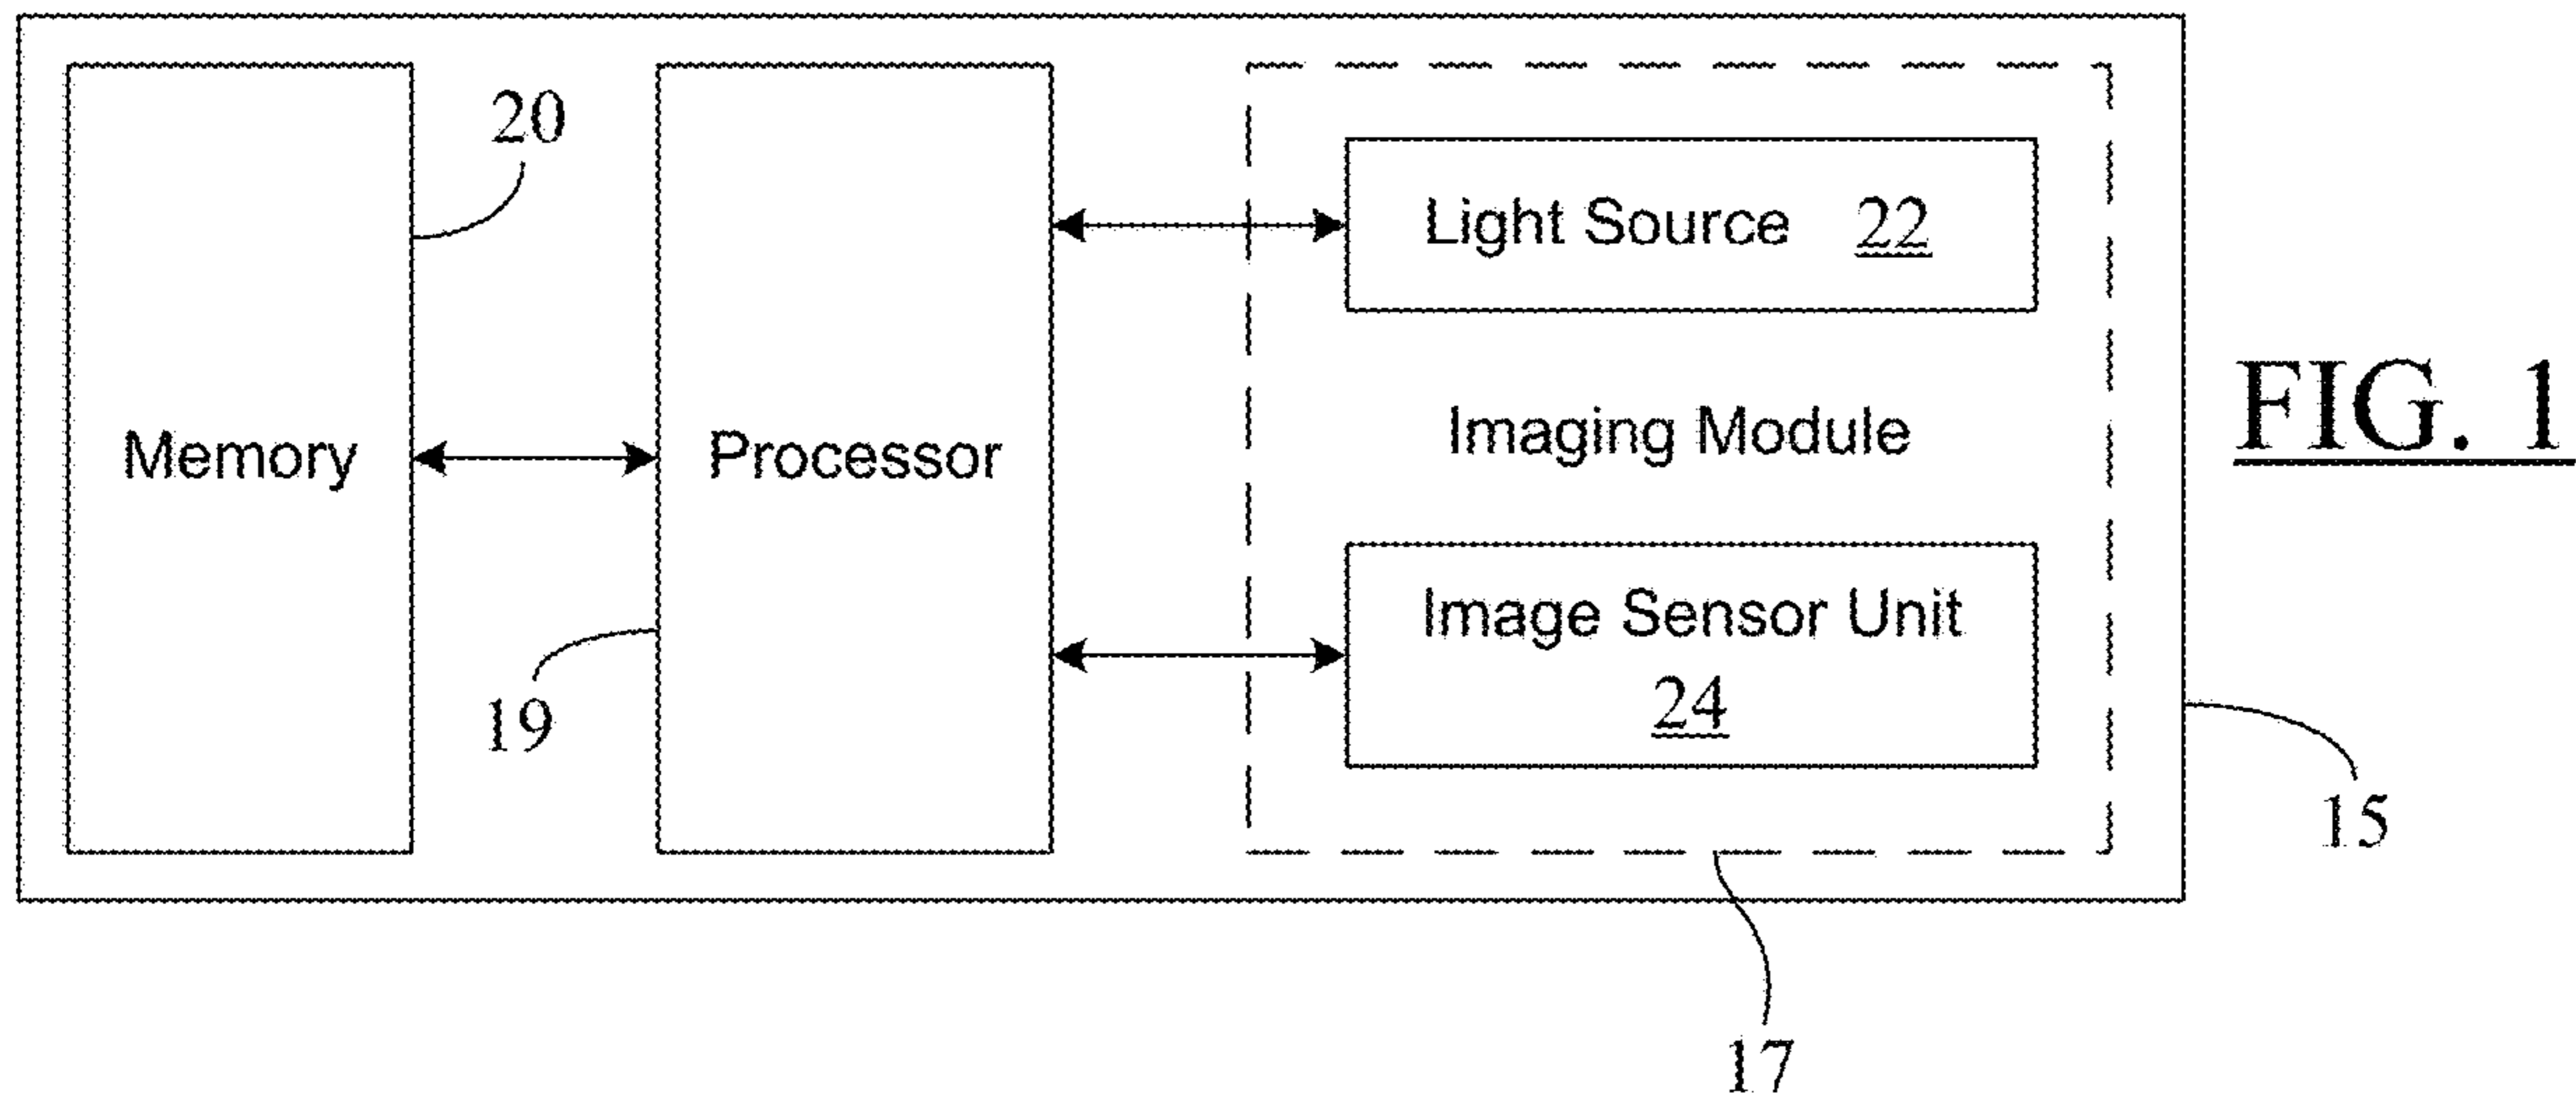 20
Light Source 22
Memory
Processor
Imaging Module
FIG. 1
Image Sensor Unit
24
19
15
17